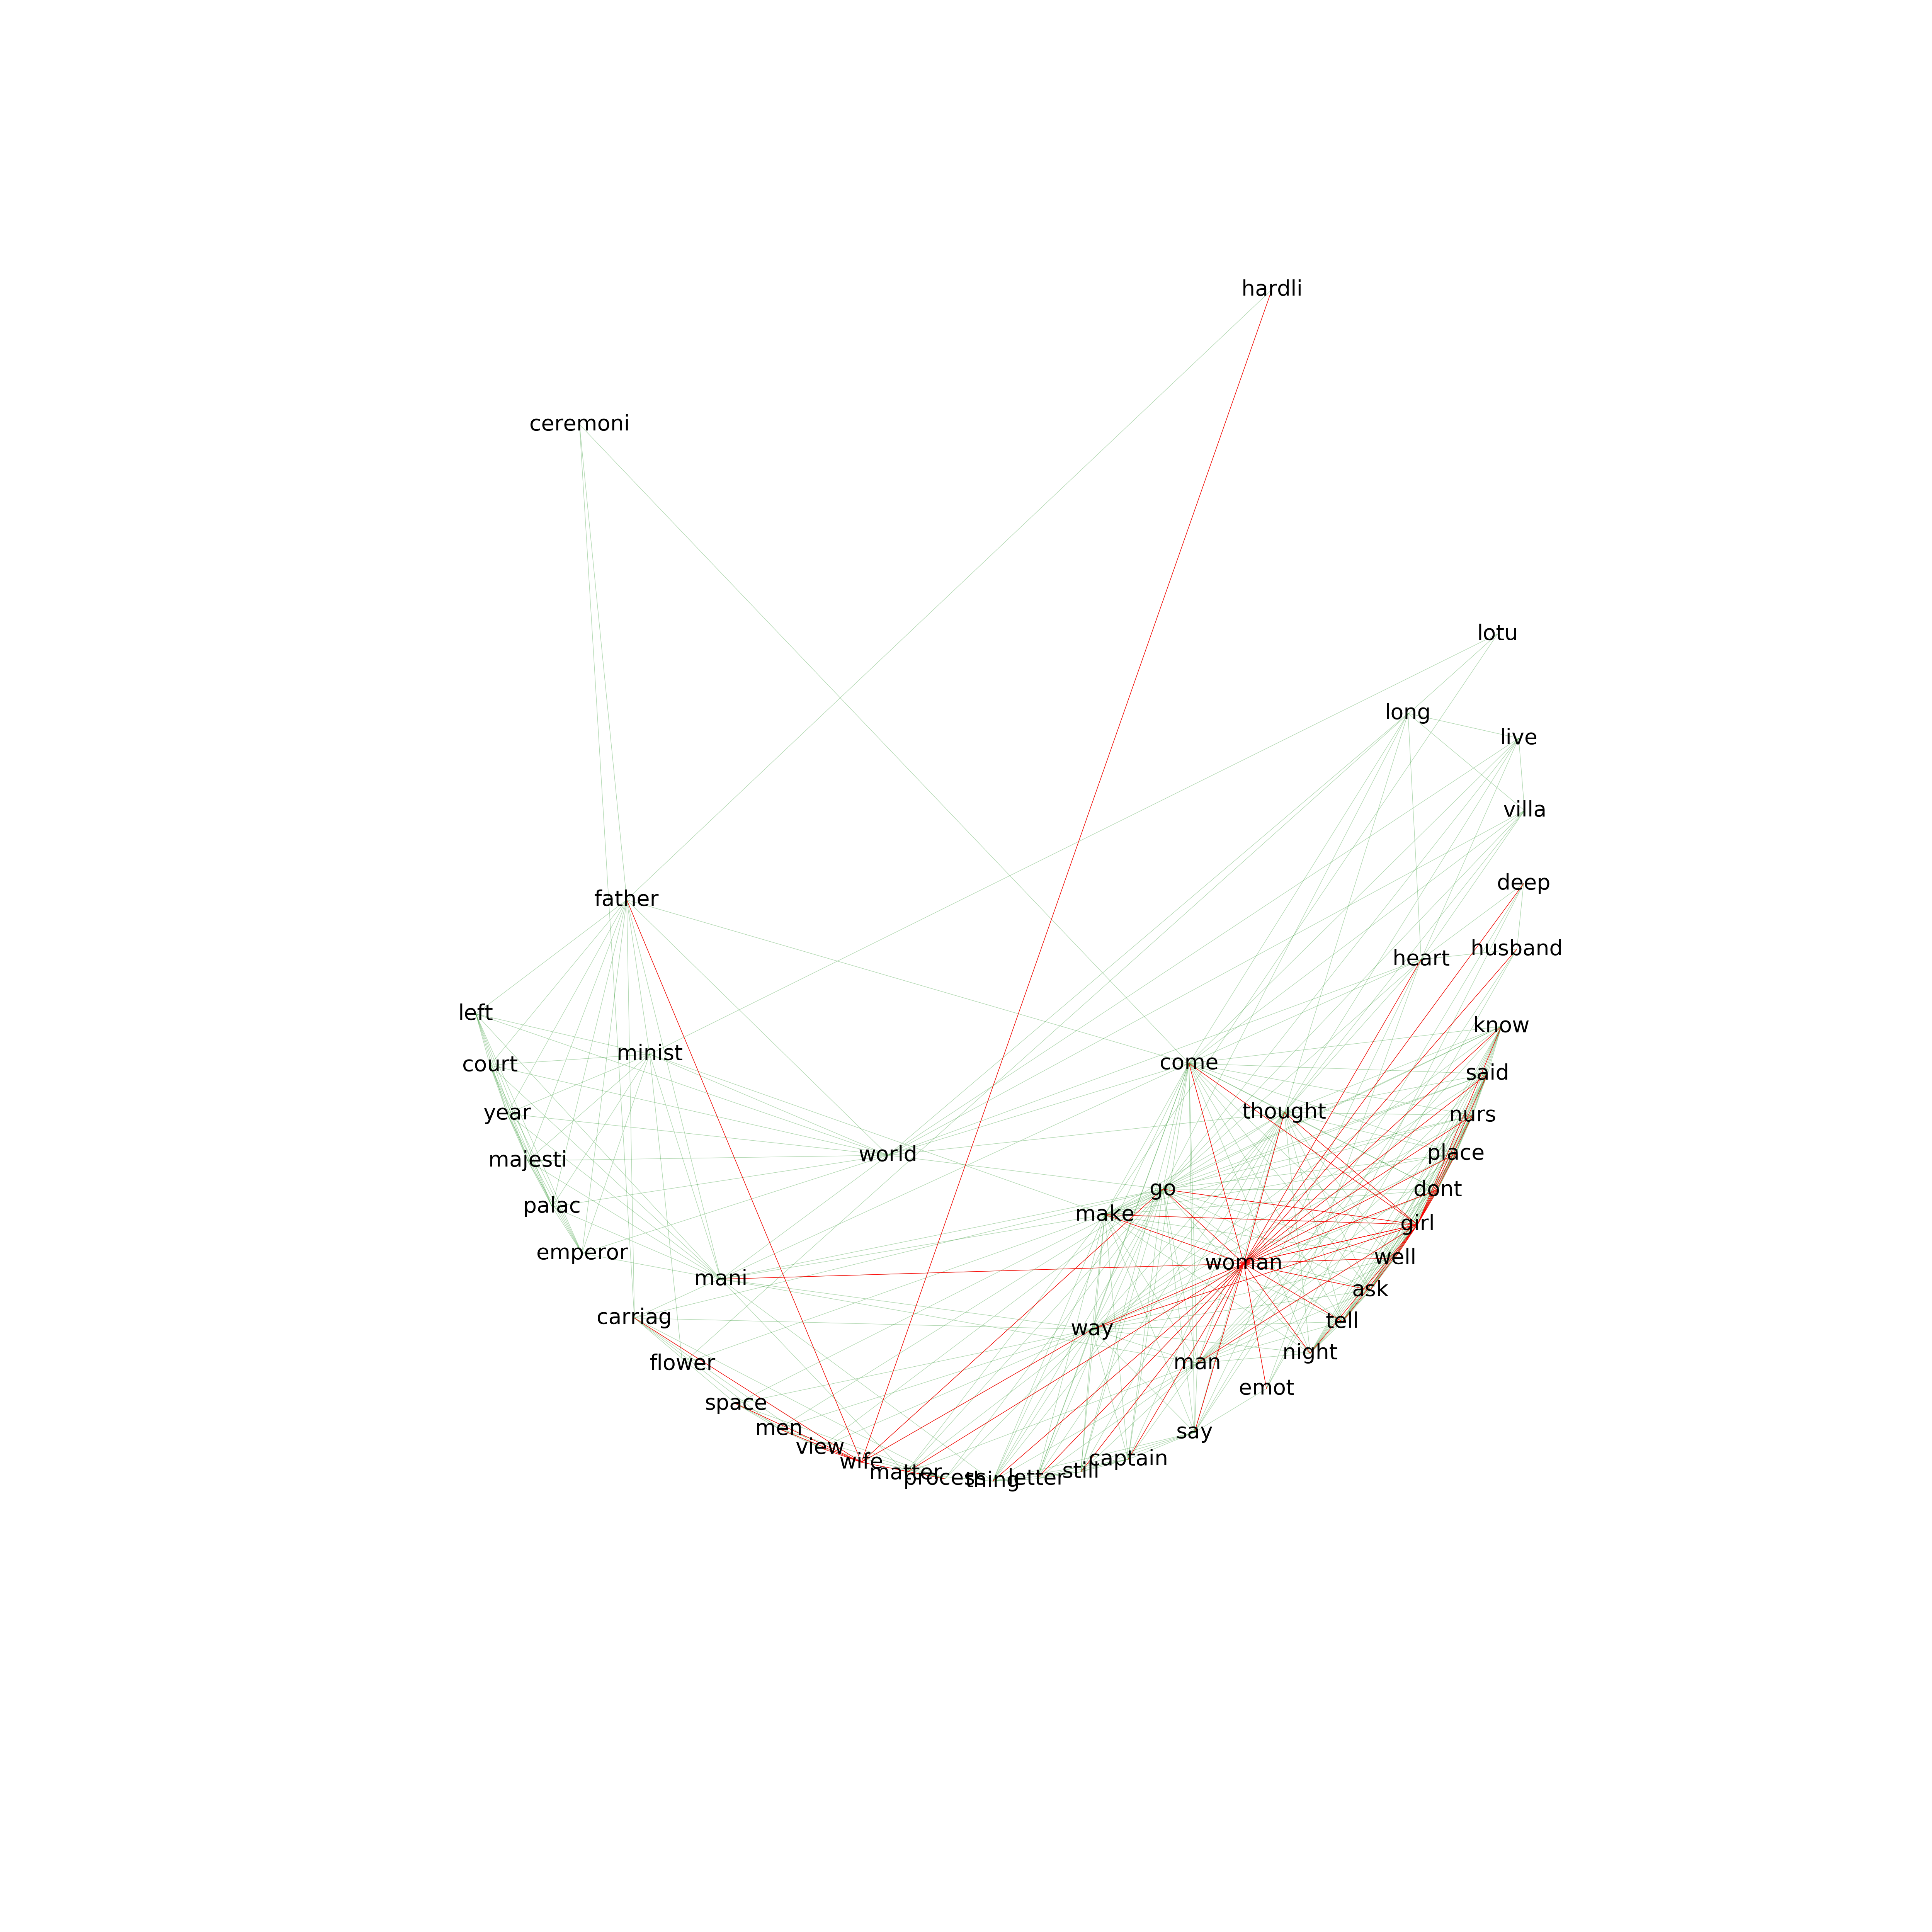 hardli
ceremoni
lotu
long
live
villa
deep
father
husband
heart
left
know
minist
come
court
said
thought
year
nurs
place
world
majesti
go
dont
palac
make
girl
emperor
well
woman
mani
ask
carriag
tell
way
night
man
flower
emot
space
men
say
view
captain
wife
still
matter
process
letter
thing